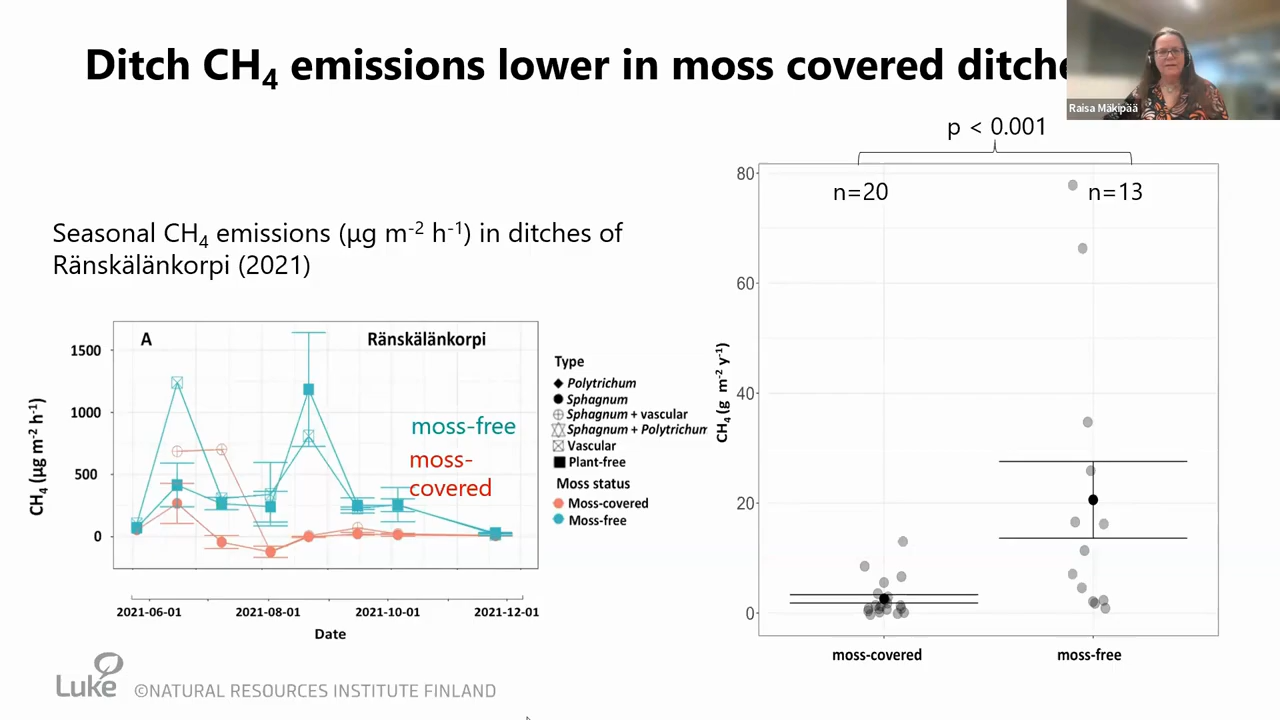 Ditch CH4 emissions lower in moss covered ditche
Raisa Mäkipää
p < 0.001
n=20
n=13
Seasonal CH4 emissions (µg m-2 h-1) in ditches of
Ränskälänkorpi (2021)
A
Ränskälänkorpi
1500
1000
500
0
CH4 (µg m-2 h-1)
moss-free
moss-
covered
2021-06-01
2021-08-01
2021-10-01
2021-12-01
Date
Type
Polytrichum
Sphagnum
Sphagnum + vascular
Sphagnum + Polytrichum
Vascular
Plant-free
Moss status
Moss-covered
Moss-free
CH4 (g m-2 y-1)
80
60
40
20
0
moss-covered
moss-free
Luke ©NATURAL RESOURCES INSTITUTE FINLAND